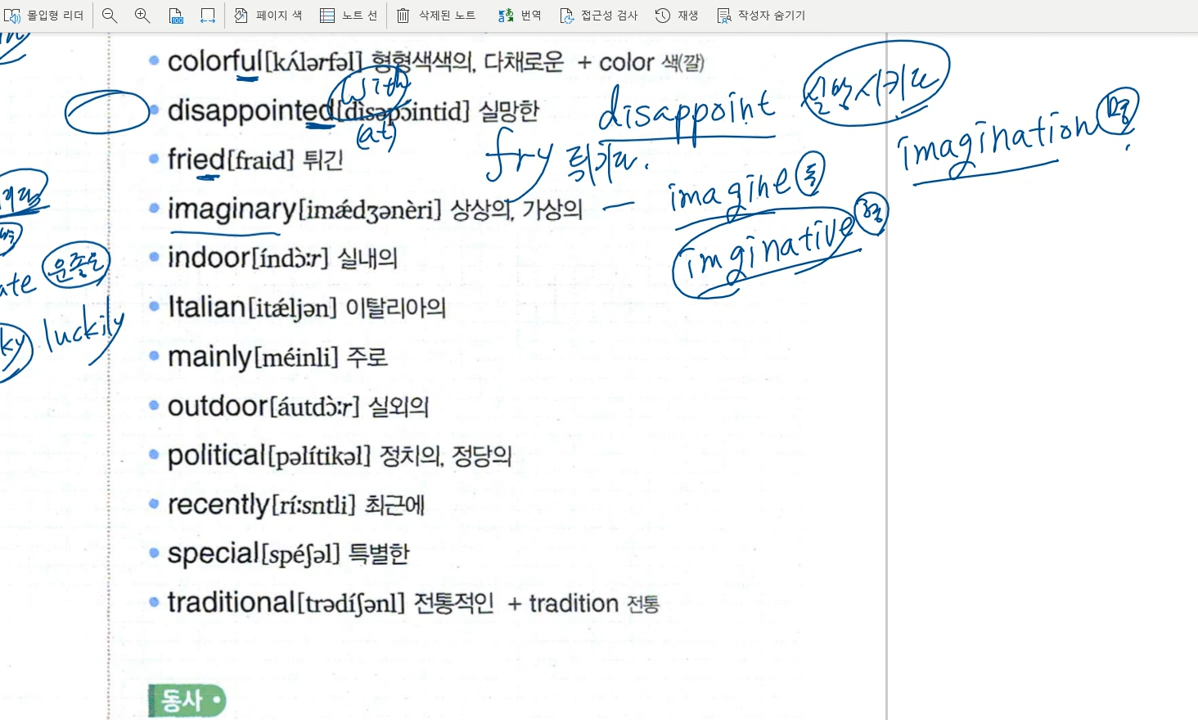 몰입형 리더 페이지 색 노트 선 삭제된 노트 번역 접근성 검사 재생 작성자 숨기기
colorful[kʌ́lərfəl] 형형색색의, 다채로운 + color 색(깔)
with
disappointed[disəpɔ́intid] 실망한
(at)
disappoint 실망시키다
fried[fraid] 튀긴
fry 튀기다.
imagination 명
imaginary[imǽdʒənèri] 상상의, 가상의 — imagine 동
imginative 형
indoor[índɔ̀ːr] 실내의
운좋은
Italian[itǽljən] 이탈리아의
luckily
mainly[méinli] 주로
outdoor[áutdɔ̀ːr] 실외의
political[pəlítikəl] 정치의, 정당의
recently[ríːsntli] 최근에
special[spéʃəl] 특별한
traditional[trədíʃənl] 전통적인 + tradition 전통
동사